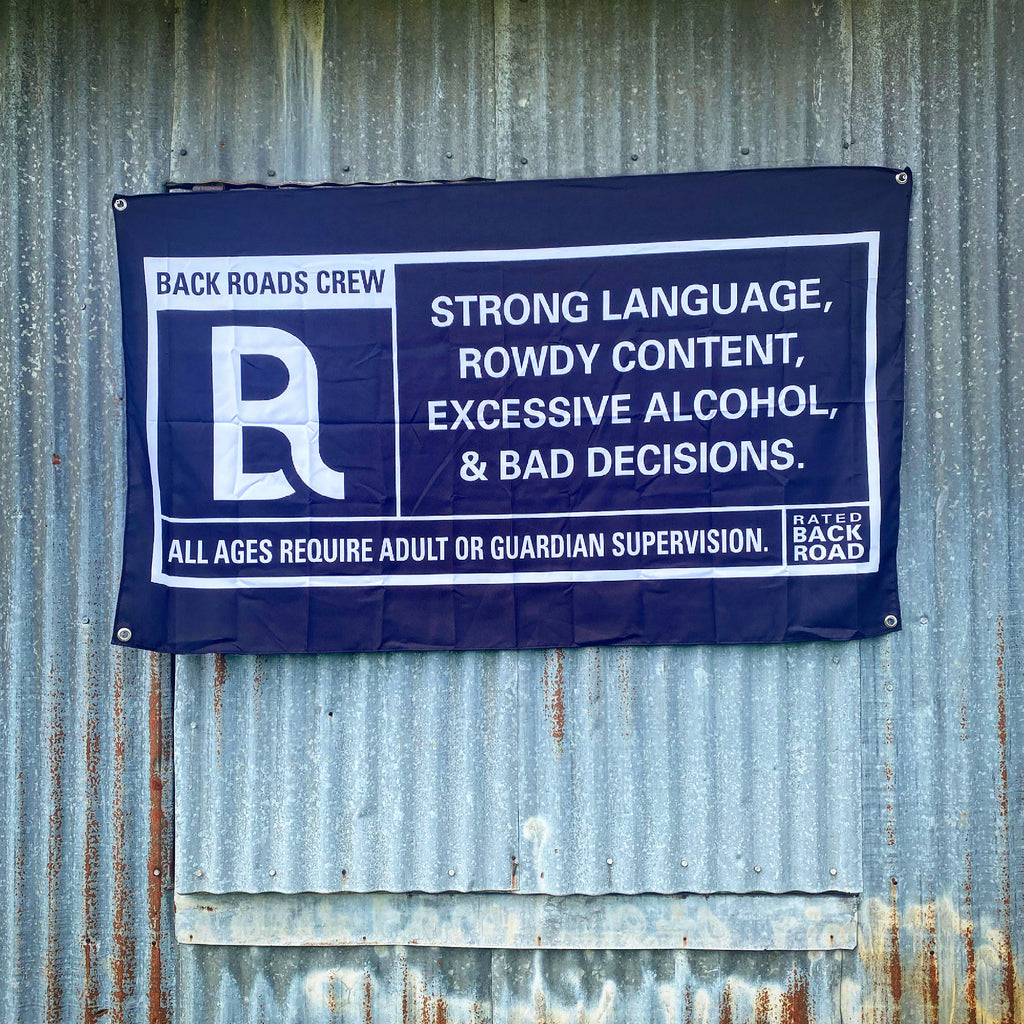 BACK ROADS CREW
R
STRONG LANGUAGE,
ROWDY CONTENT,
EXCESSIVE ALCOHOL,
& BAD DECISIONS.
ALL AGES REQUIRE ADULT OR GUARDIAN SUPERVISION.
RATED
BACK
ROAD